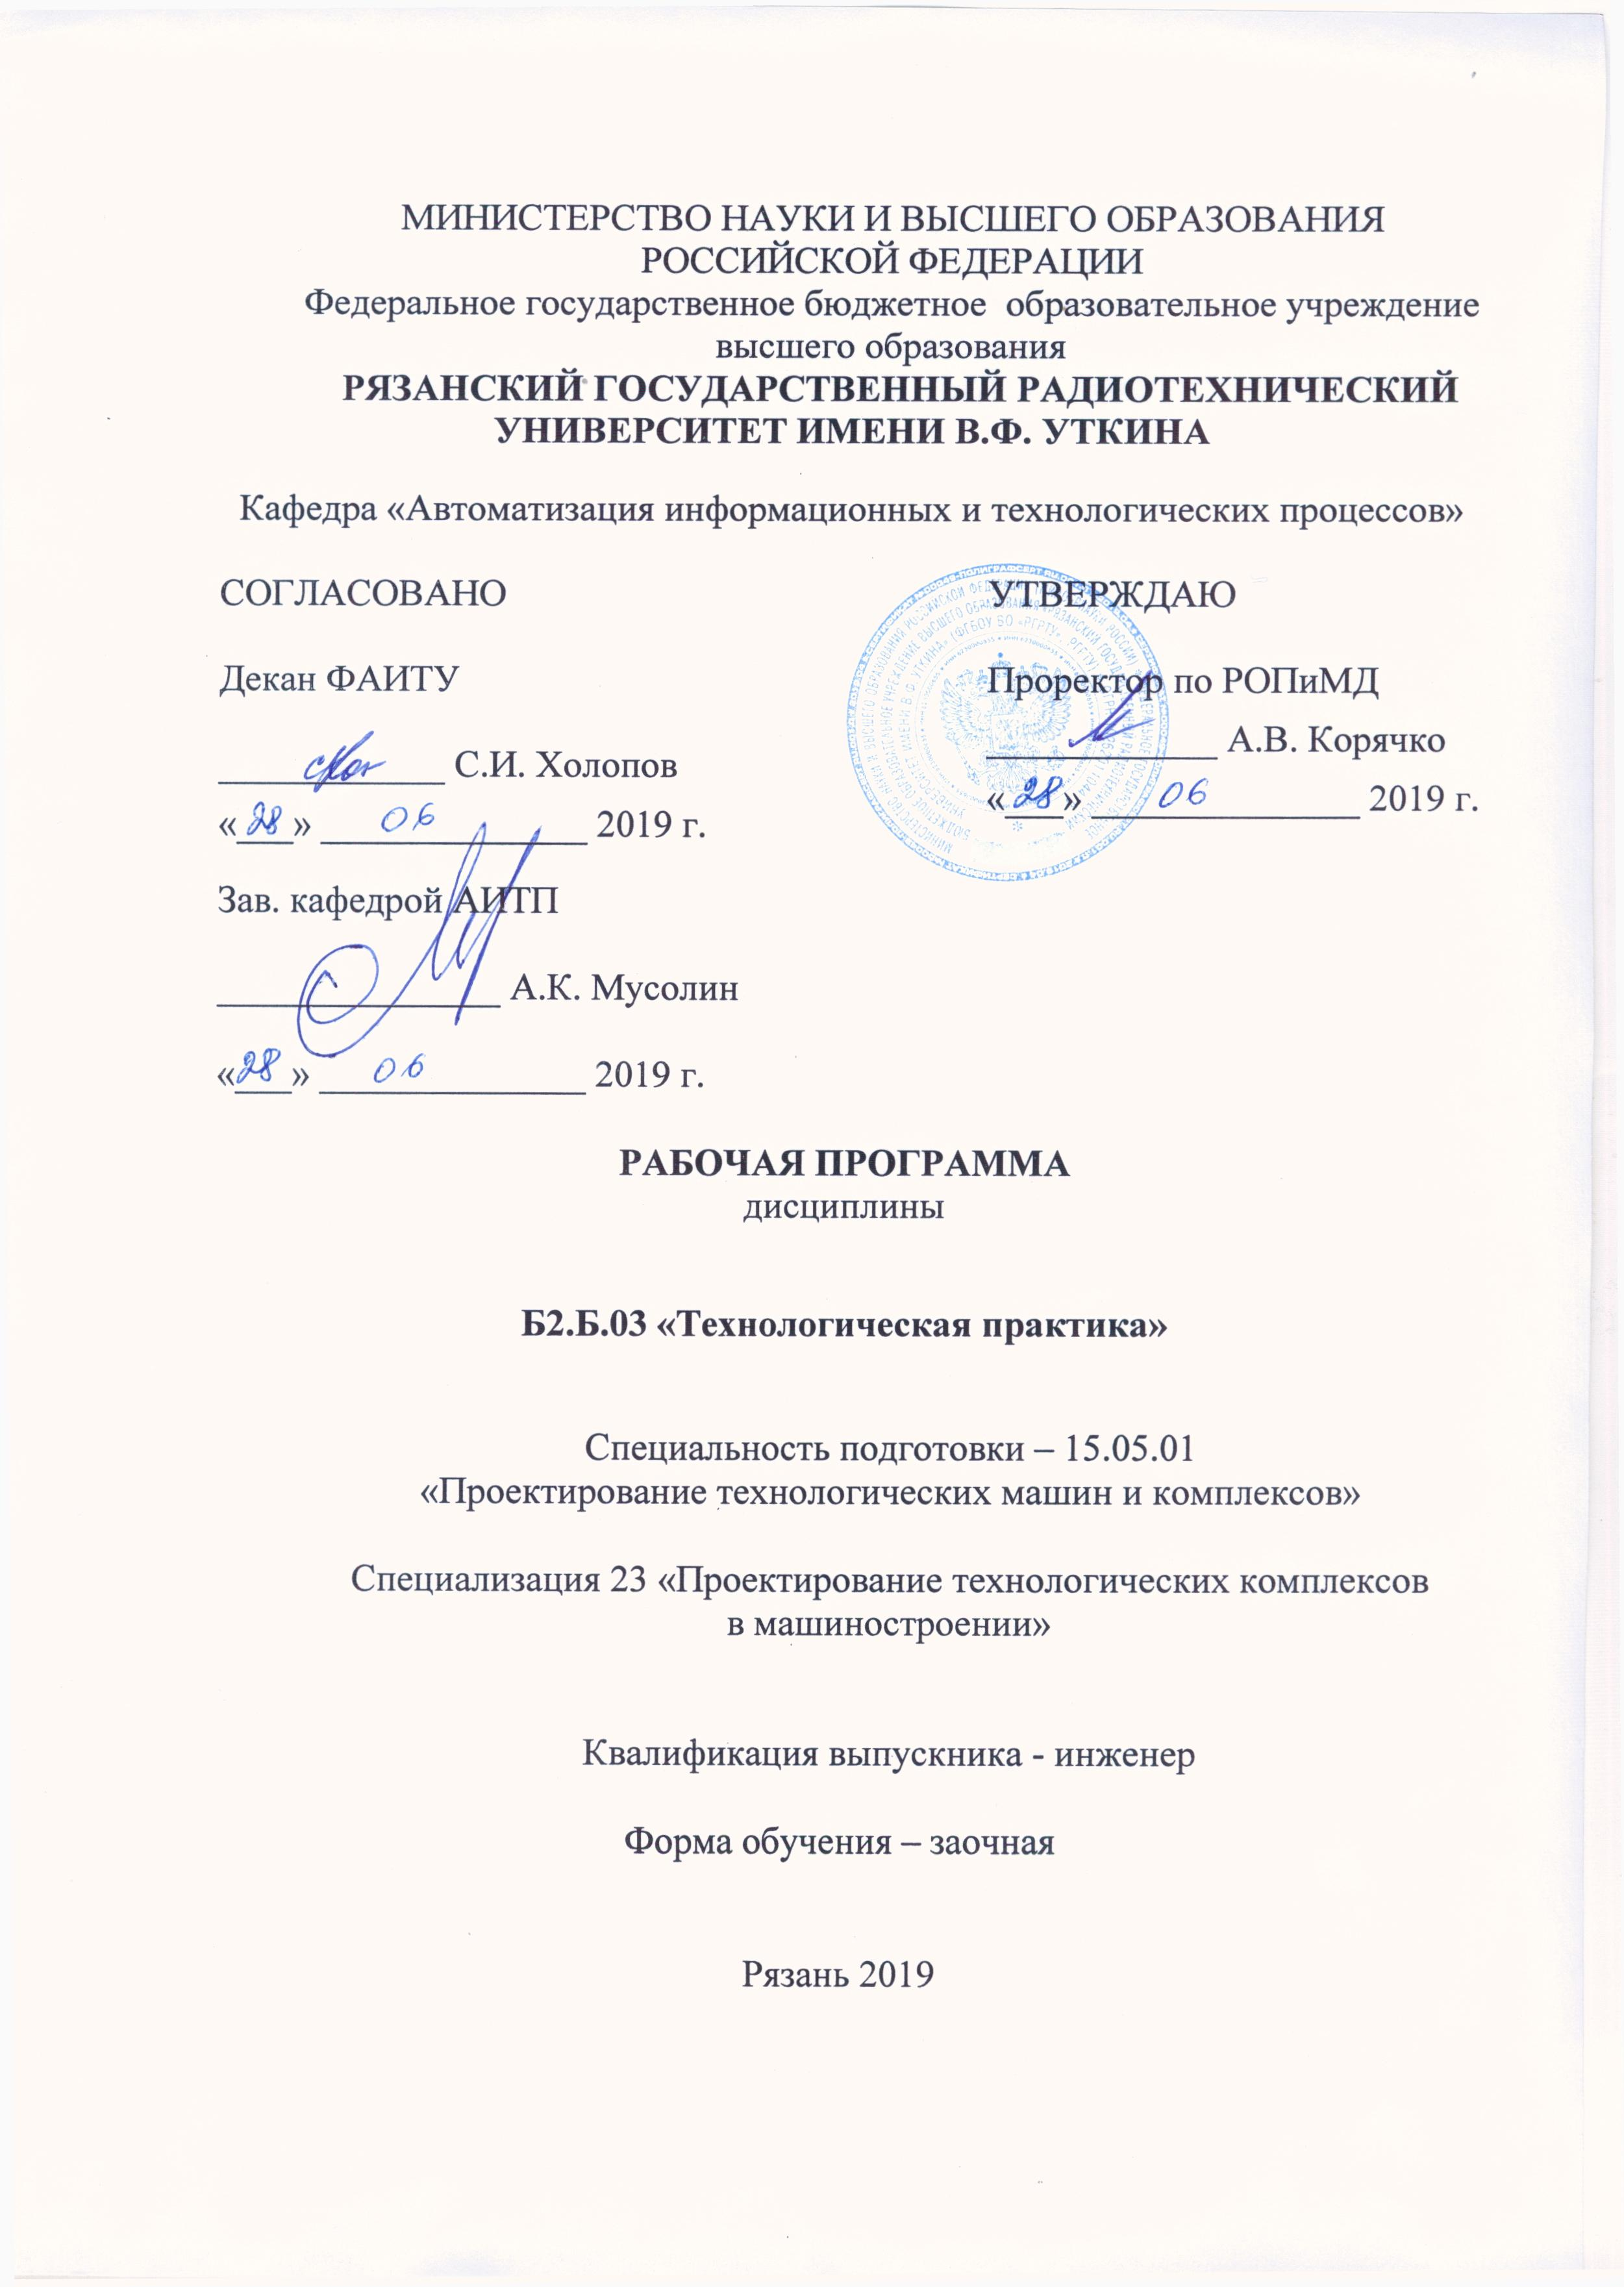 МИНИСТЕРСТВО НАУКИ И ВЫСШЕГО ОБРАЗОВАНИЯ
РОССИЙСКОЙ ФЕДЕРАЦИИ
Федеральное государственное бюджетное образовательное учреждение
высшего образования
РЯЗАНСКИЙ ГОСУДАРСТВЕННЫЙ РАДИОТЕХНИЧЕСКИЙ
УНИВЕРСИТЕТ ИМЕНИ В.Ф. УТКИНА
Кафедра «Автоматизация информационных и технологических процессов»
СОГЛАСОВАНО
Декан ФАИТУ
С.И. Холопов
«28» 06 2019 г.
Зав. кафедрой АИТП
А.К. Мусолин
«28» 06 2019 г.
УТВЕРЖДАЮ
Проректор по РОПиМД
А.В. Корячко
«28» 06 2019 г.
РАБОЧАЯ ПРОГРАММА
дисциплины
Б2.Б.03 «Технологическая практика»
Специальность подготовки – 15.05.01
«Проектирование технологических машин и комплексов»
Специализация 23 «Проектирование технологических комплексов
в машиностроении»
Квалификация выпускника - инженер
Форма обучения – заочная
Рязань 2019